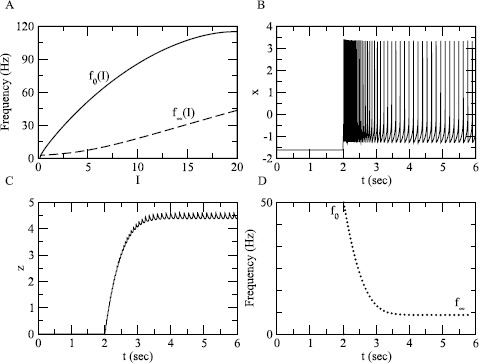 A
B
120
90
60
30
0
Frequency (Hz)
f₀(I)
f∞(I)
0 5 10 15 20
I
4
3
2
1
0
-1
-2
x
0 1 2 3 4 5 6
t (sec)
C
D
5
4
3
2
1
0
z
0 1 2 3 4 5 6
t (sec)
50
0
Frequency (Hz)
f₀
f∞
0 1 2 3 4 5 6
t (sec)